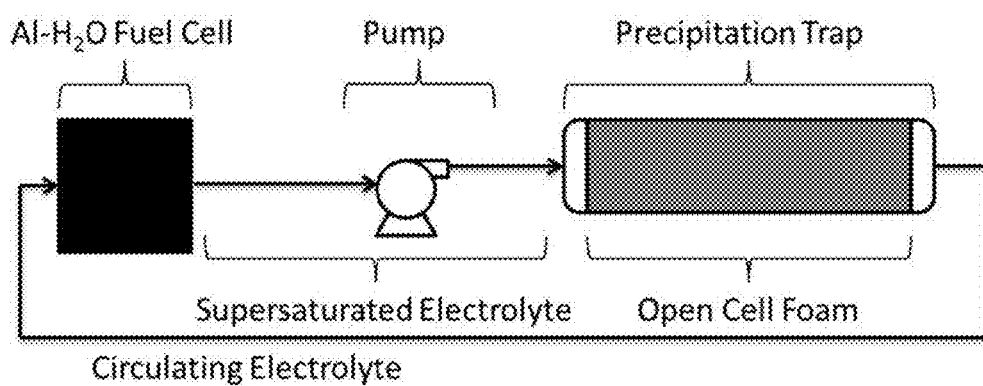 Al-H₂O Fuel Cell
Pump
Precipitation Trap
Supersaturated Electrolyte
Open Cell Foam
Circulating Electrolyte